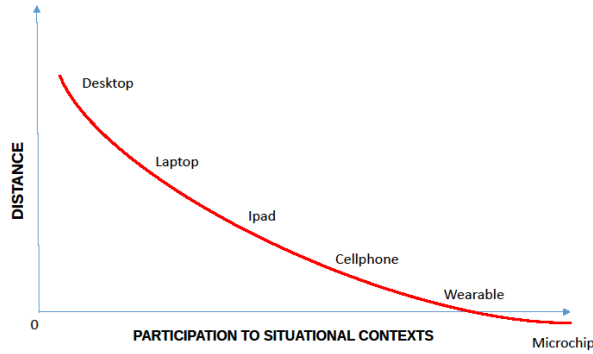 Desktop
Laptop
Ipad
Cellphone
Wearable
Microchip
DISTANCE
0
PARTICIPATION TO SITUATIONAL CONTEXTS